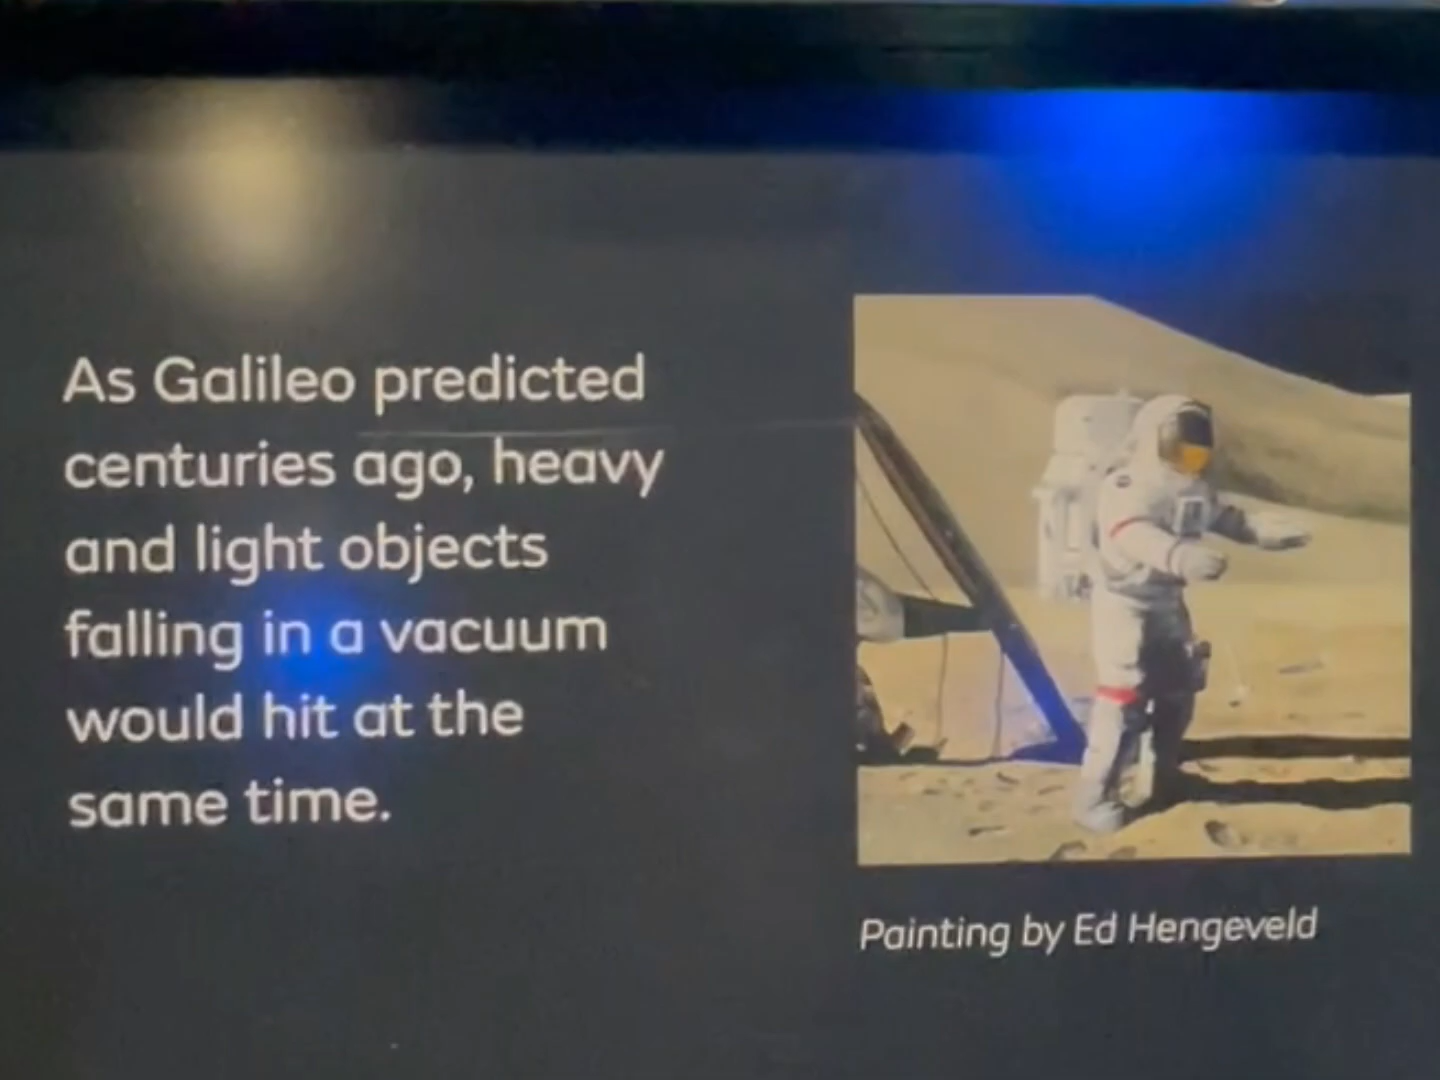 As Galileo predicted
centuries ago, heavy
and light objects
falling in a vacuum
would hit at the
same time.
Painting by Ed Hengeveld